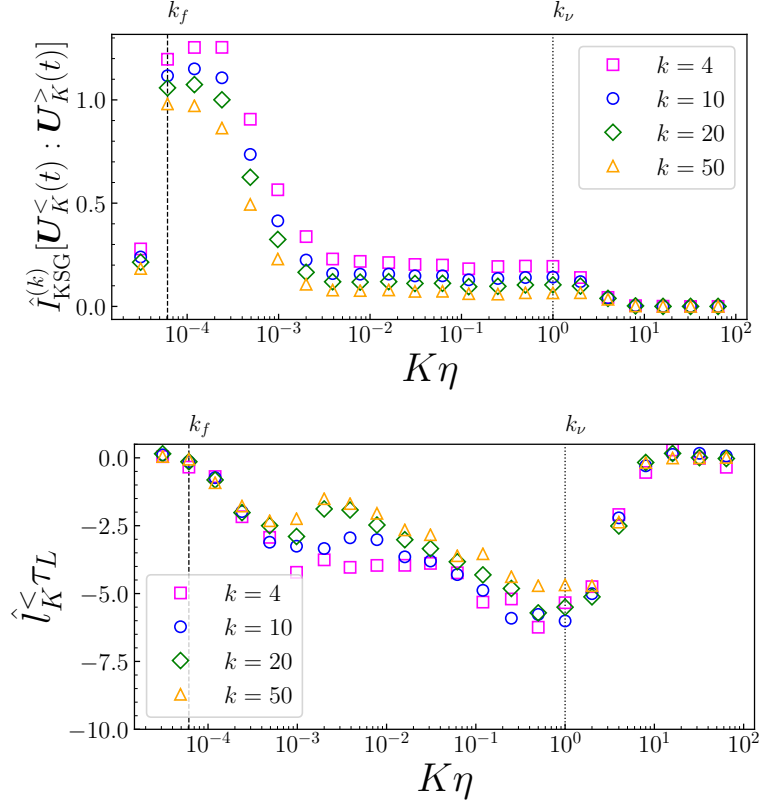 k_f k_ν
Î_KSG^(k)[U_K^<(t) : U_K^>(t)]
1.0
0.5
0.0
k = 4
k = 10
k = 20
k = 50
10^−4 10^−3 10^−2 10^−1 10^0 10^1 10^2
Kη
k_f k_ν
l̂_K^< τ_L
0.0
−2.5
−5.0
−7.5
−10.0
k = 4
k = 10
k = 20
k = 50
10^−4 10^−3 10^−2 10^−1 10^0 10^1 10^2
Kη